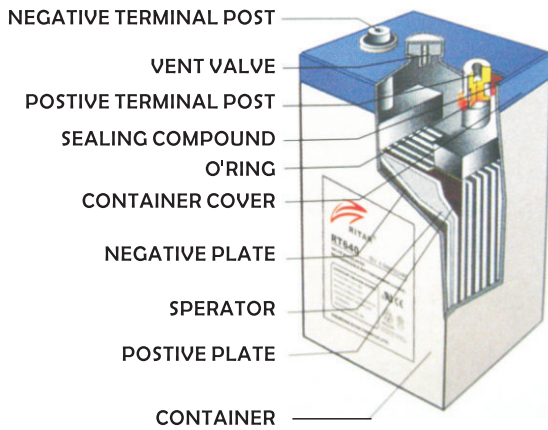 NEGATIVE TERMINAL POST
VENT VALVE
POSTIVE TERMINAL POST
SEALING COMPOUND
O'RING
CONTAINER COVER
NEGATIVE PLATE
SPERATOR
POSTIVE PLATE
CONTAINER
RITAR
RT640